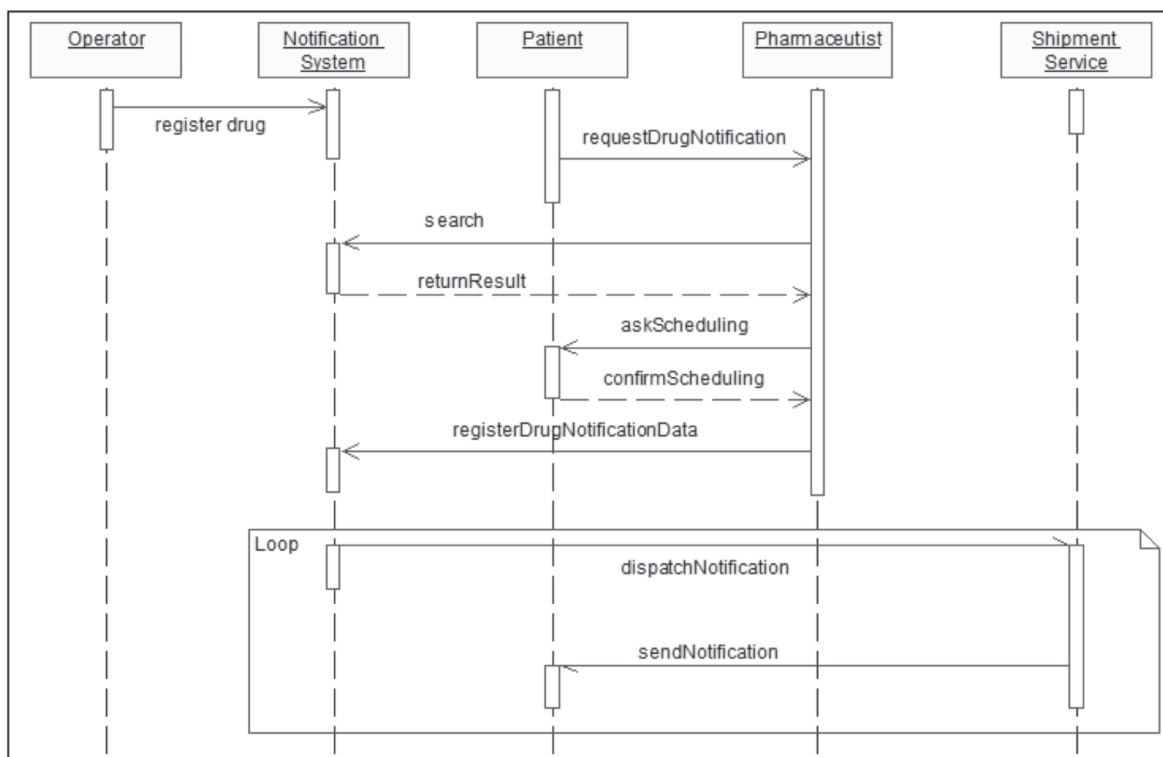 Operator
Notification
System
Patient
Pharmaceutist
Shipment
Service
register drug
requestDrugNotification
search
returnResult
askScheduling
confirmScheduling
registerDrugNotificationData
Loop
dispatchNotification
sendNotification